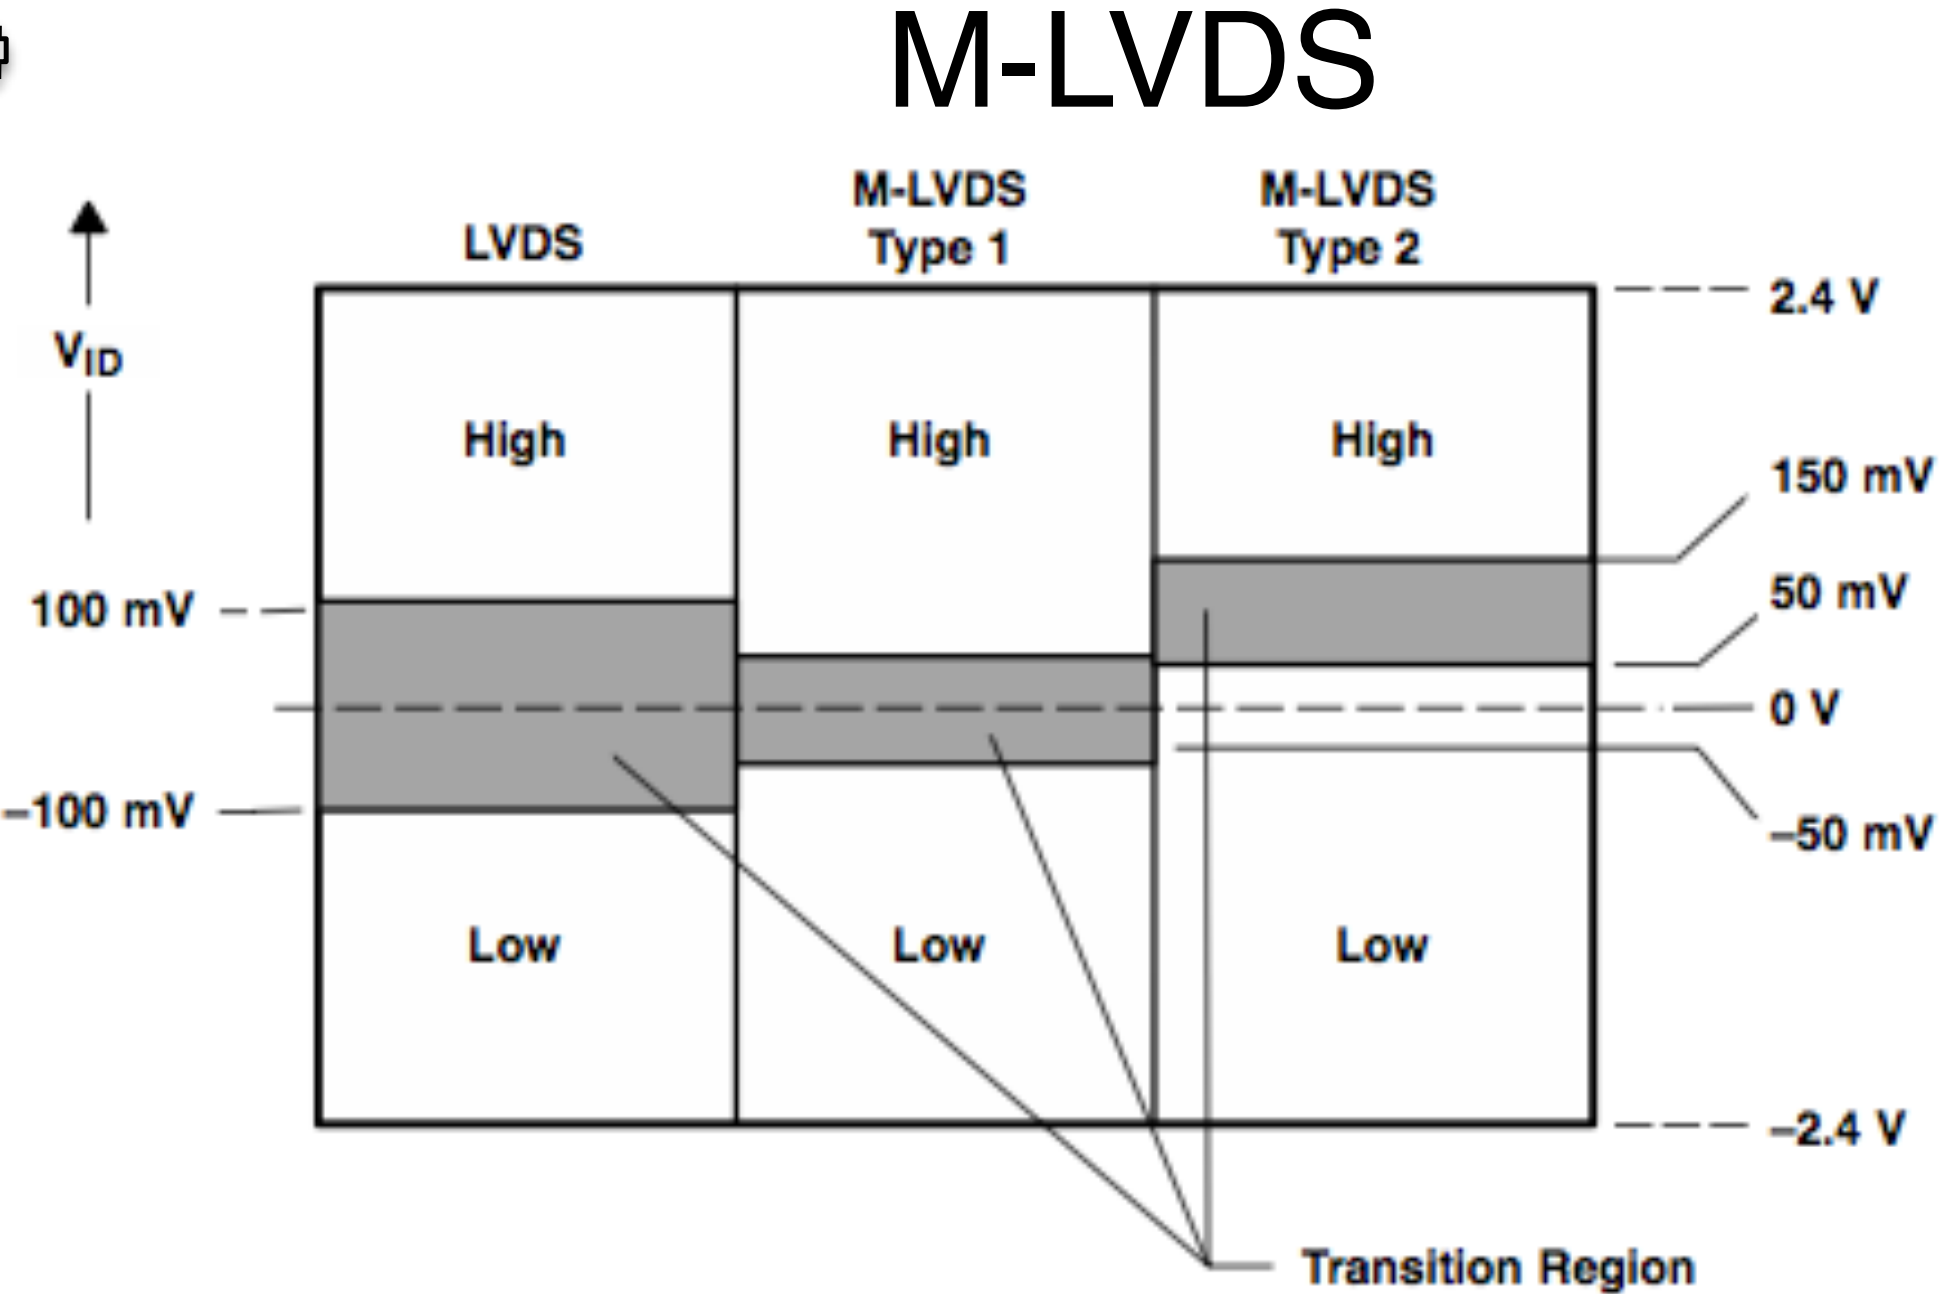 M-LVDS
LVDS
M-LVDS
Type 1
M-LVDS
Type 2
VID
2.4 V
High
High
High
150 mV
100 mV
50 mV
0 V
–100 mV
–50 mV
Low
Low
Low
–2.4 V
Transition Region